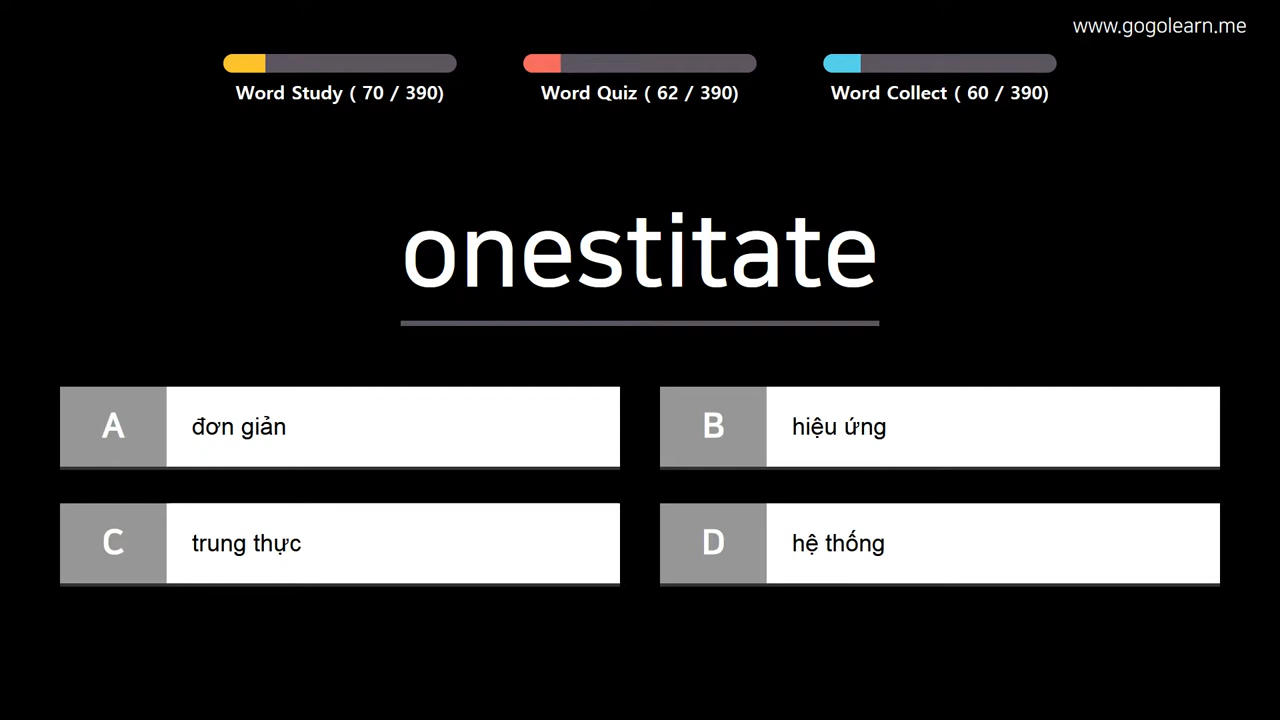 www.gogolearn.me
Word Study ( 70 / 390)
Word Quiz ( 62 / 390)
Word Collect ( 60 / 390)
onestitate
A đơn giản
B hiệu ứng
C trung thực
D hệ thống